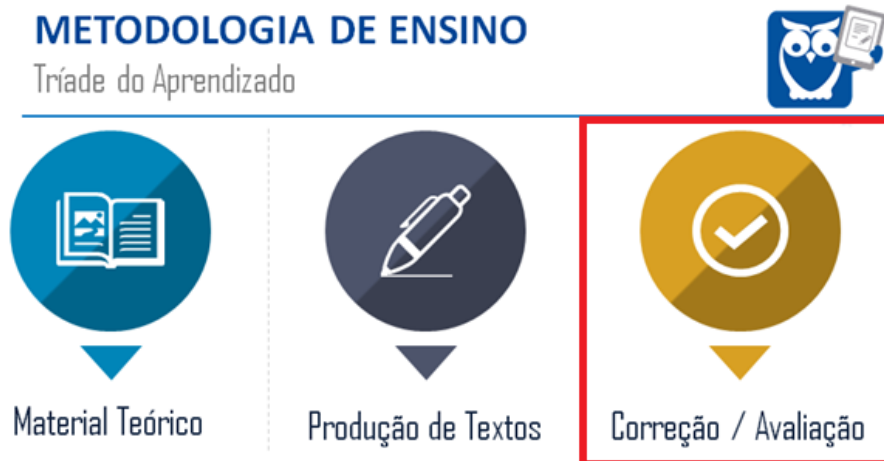 METODOLOGIA DE ENSINO
Tríade do Aprendizado
Material Teórico
Produção de Textos
Correção / Avaliação